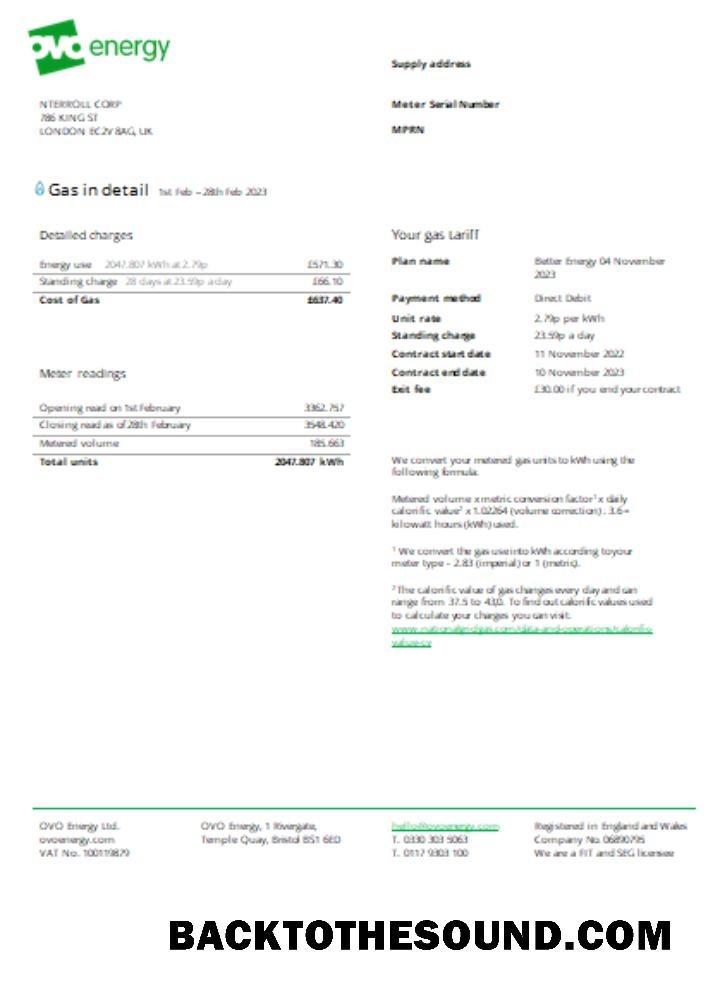 ovo energy
Supply address
NTERROLL CORP
786 KING ST
LONDON EC2V 8AG, UK
Meter Serial Number
MPRN
Gas in detail 1st Feb – 28th Feb 2023
Detailed charges
Energy use 2047.807 kWh at 2.79p £571.30
Standing charge 28 days at 23.59p a day £66.10
Cost of Gas £637.40
Meter readings
Opening read on 1st February 3362.757
Closing read as of 28th February 3548.420
Metered volume 185.663
Total units 2047.807 kWh
Your gas tariff
Plan name Better Energy 04 November
2023
Payment method Direct Debit
Unit rate 2.79p per kWh
Standing charge 23.59p a day
Contract start date 11 November 2022
Contract end date 10 November 2023
Exit fee £30.00 if you end your contract
We convert your metered gas units to kWh using the
following formula:
Metered volume x metric conversion factor¹ x daily
calorific value² x 1.02264 (volume correction) : 3.6 =
kilowatt hours (kWh) used.
¹ We convert the gas use into kWh according to your
meter type – 2.83 (imperial) or 1 (metric).
² The calorific value of gas changes every day and can
range from 37.5 to 43.0. To find out calorific values used
to calculate your charges you can visit:
www.nationalgridgas.com/data-and-operations/calorific-
value-cv
OVO Energy Ltd.
ovoenergy.com
VAT No. 100119879
OVO Energy, 1 Rivergate,
Temple Quay, Bristol BS1 6ED
hello@ovoenergy.com
T. 0330 303 5063
T. 0117 9303 100
Registered in England and Wales
Company No. 06890795
We are a FIT and SEG licensee
BACKTOTHESOUND.COM